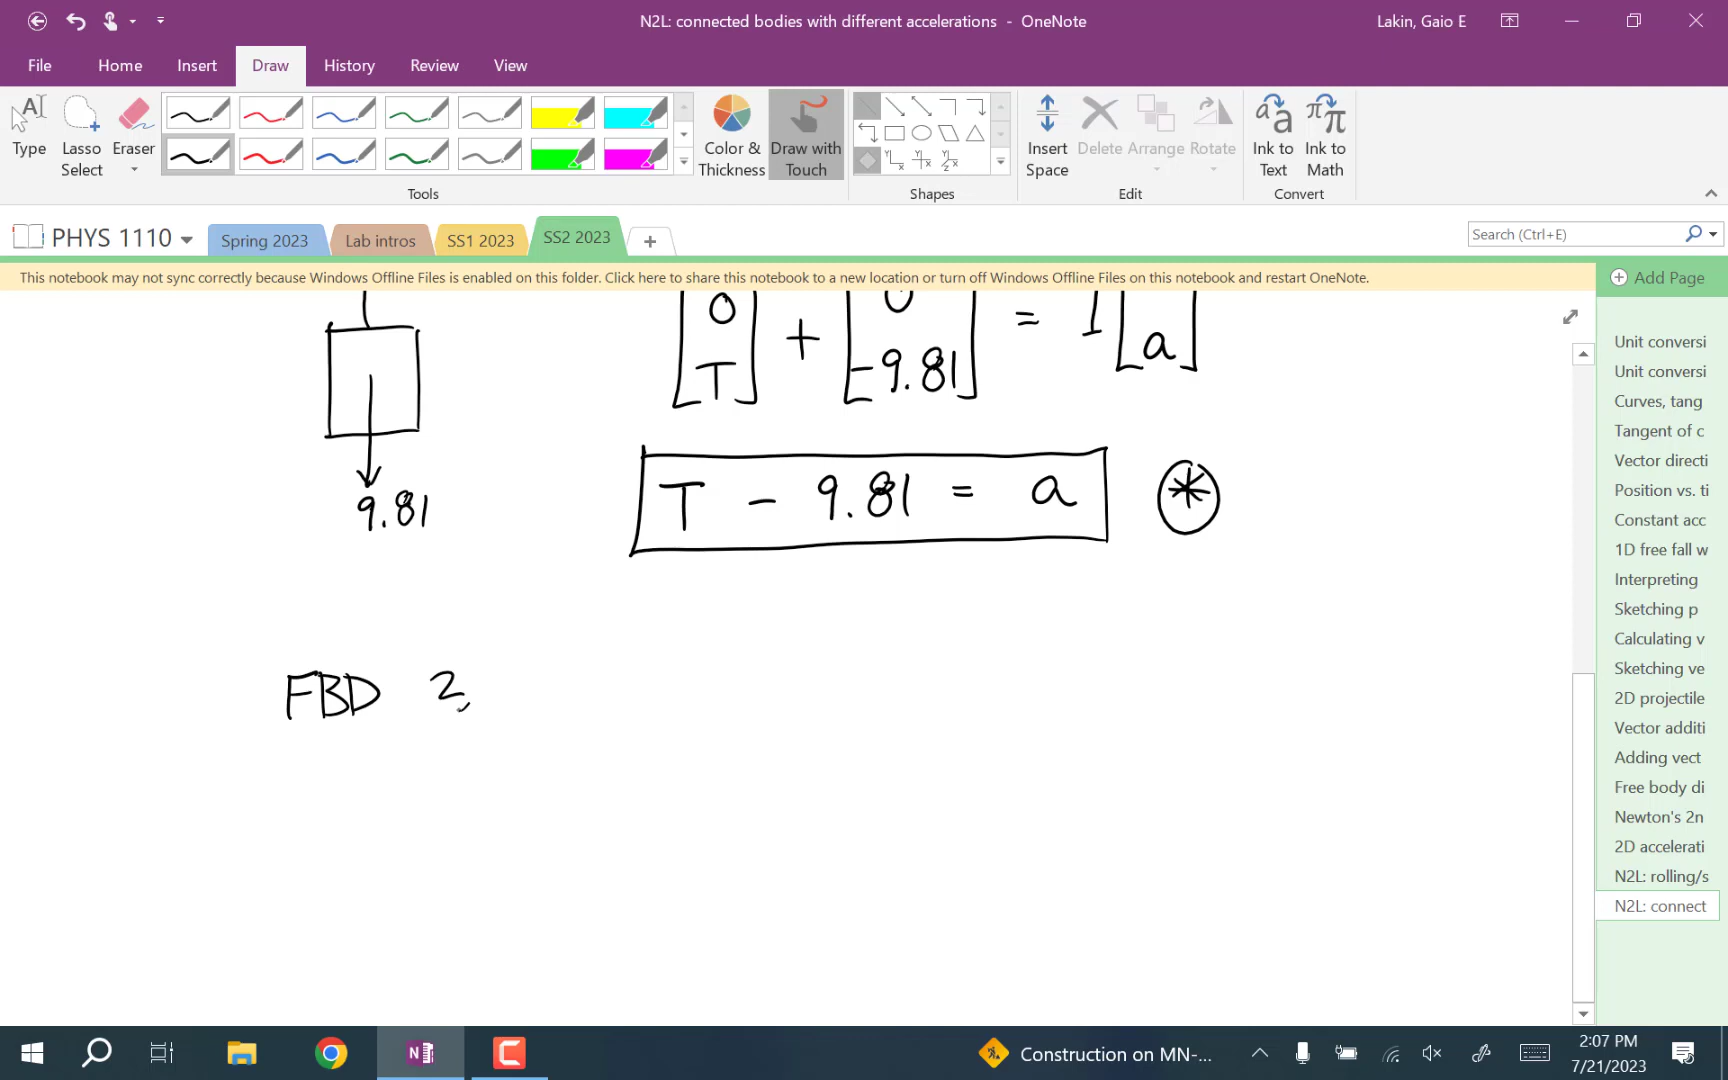 N2L: connected bodies with different accelerations - OneNote
Lakin, Gaio E
File Home Insert Draw History Review View
Type
Lasso Select
Eraser
Color & Thickness
Draw with Touch
Insert Space
Delete
Arrange
Rotate
Ink to Text
Ink to Math
Tools
Shapes
Edit
Convert
PHYS 1110
Spring 2023
Lab intros
SS1 2023
SS2 2023
Search (Ctrl+E)
This notebook may not sync correctly because Windows Offline Files is enabled on this folder. Click here to share this notebook to a new location or turn off Windows Offline Files on this notebook and restart OneNote.
Add Page
Unit conversi
Unit conversi
Curves, tang
Tangent of c
Vector directi
Position vs. ti
Constant acc
1D free fall w
Interpreting
Sketching p
Calculating v
Sketching ve
2D projectile
Vector additi
Adding vect
Free body di
Newton's 2n
2D accelerati
N2L: rolling/s
N2L: connect
0 + 0 = 1
T -9.81 a
9.81
T - 9.81 = a *
FBD 2
Construction on MN-...
2:07 PM
7/21/2023